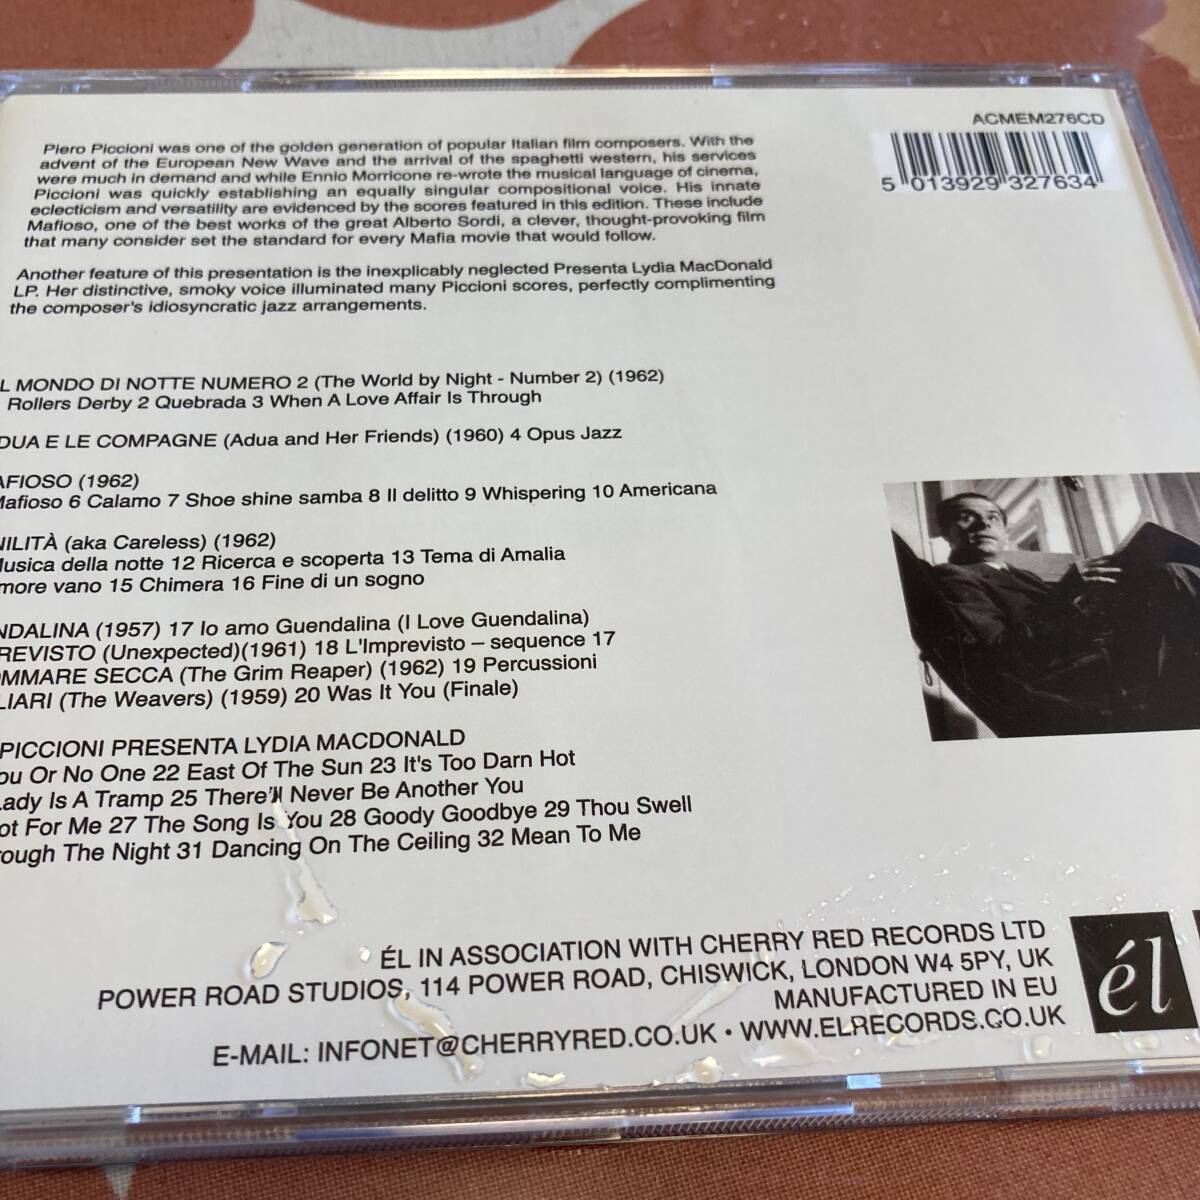 ACMEM276CD
5 013929 327634
Piero Piccioni was one of the golden generation of popular Italian film composers. With the
advent of the European New Wave and the arrival of the spaghetti western, his services
were much in demand and while Ennio Morricone re-wrote the musical language of cinema,
Piccioni was quickly establishing an equally singular compositional voice. His innate
eclecticism and versatility are evidenced by the scores featured in this edition. These include
Mafioso, one of the best works of the great Alberto Sordi, a clever, thought-provoking film
that many consider set the standard for every Mafia movie that would follow.
Another feature of this presentation is the inexplicably neglected Presenta Lydia MacDonald
LP. Her distinctive, smoky voice illuminated many Piccioni scores, perfectly complimenting
the composer's idiosyncratic jazz arrangements.
L MONDO DI NOTTE NUMERO 2 (The World by Night - Number 2) (1962)
Rollers Derby 2 Quebrada 3 When A Love Affair Is Through
DUA E LE COMPAGNE (Adua and Her Friends) (1960) 4 Opus Jazz
AFIOSO (1962)
Mafioso 6 Calamo 7 Shoe shine samba 8 Il delitto 9 Whispering 10 Americana
NILITÀ (aka Careless) (1962)
Musica della notte 12 Ricerca e scoperta 13 Tema di Amalia
more vano 15 Chimera 16 Fine di un sogno
NDALINA (1957) 17 Io amo Guendalina (I Love Guendalina)
REVISTO (Unexpected)(1961) 18 L'Imprevisto – sequence 17
OMMARE SECCA (The Grim Reaper) (1962) 19 Percussioni
LIARI (The Weavers) (1959) 20 Was It You (Finale)
PICCIONI PRESENTA LYDIA MACDONALD
ou Or No One 22 East Of The Sun 23 It's Too Darn Hot
Lady Is A Tramp 25 There'll Never Be Another You
ot For Me 27 The Song Is You 28 Goody Goodbye 29 Thou Swell
rough The Night 31 Dancing On The Ceiling 32 Mean To Me
ÉL IN ASSOCIATION WITH CHERRY RED RECORDS LTD
POWER ROAD STUDIOS, 114 POWER ROAD, CHISWICK, LONDON W4 5PY, UK
MANUFACTURED IN EU
E-MAIL: INFONET@CHERRYRED.CO.UK • WWW.ELRECORDS.CO.UK
él